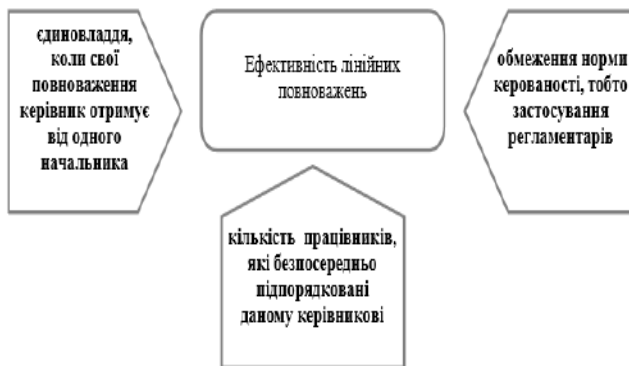 єдиновладдя,
коли свої
повноваження
керівник отримує
від одного
начальника
Ефективність лінійних
повноважень
обмеження норми
керованості, тобто
застосування
регламентарів
кількість працівників,
які безпосередньо
підпорядковані
даному керівникові